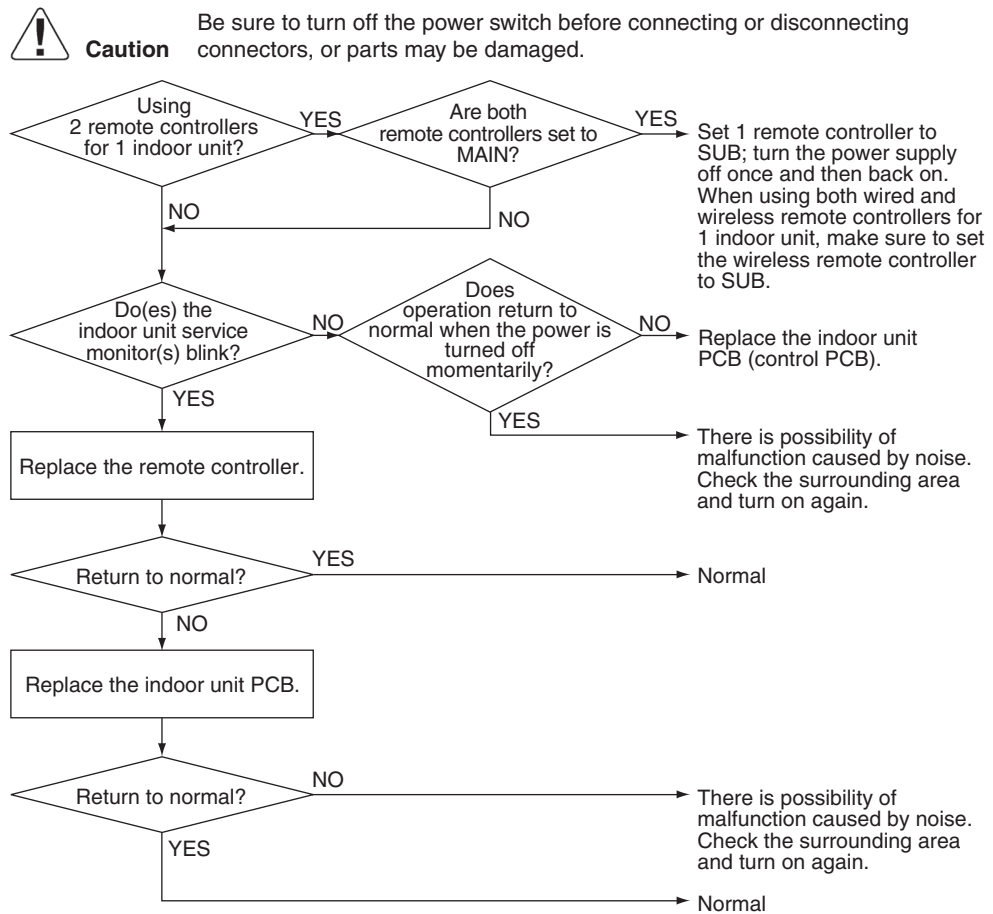 Be sure to turn off the power switch before connecting or disconnecting
Caution
connectors, or parts may be damaged.
Using
2 remote controllers
for 1 indoor unit?
YES
Are both
remote controllers set to
MAIN?
YES
Set 1 remote controller to
SUB; turn the power supply
off once and then back on.
When using both wired and
wireless remote controllers for
1 indoor unit, make sure to set
the wireless remote controller
to SUB.
NO
NO
Do(es) the
indoor unit service
monitor(s) blink?
NO
Does
operation return to
normal when the power is
turned off
momentarily?
NO
Replace the indoor unit
PCB (control PCB).
YES
YES
There is possibility of
malfunction caused by noise.
Check the surrounding area
and turn on again.
Replace the remote controller.
Return to normal?
YES
Normal
NO
Replace the indoor unit PCB.
Return to normal?
NO
There is possibility of
malfunction caused by noise.
Check the surrounding area
and turn on again.
YES
Normal